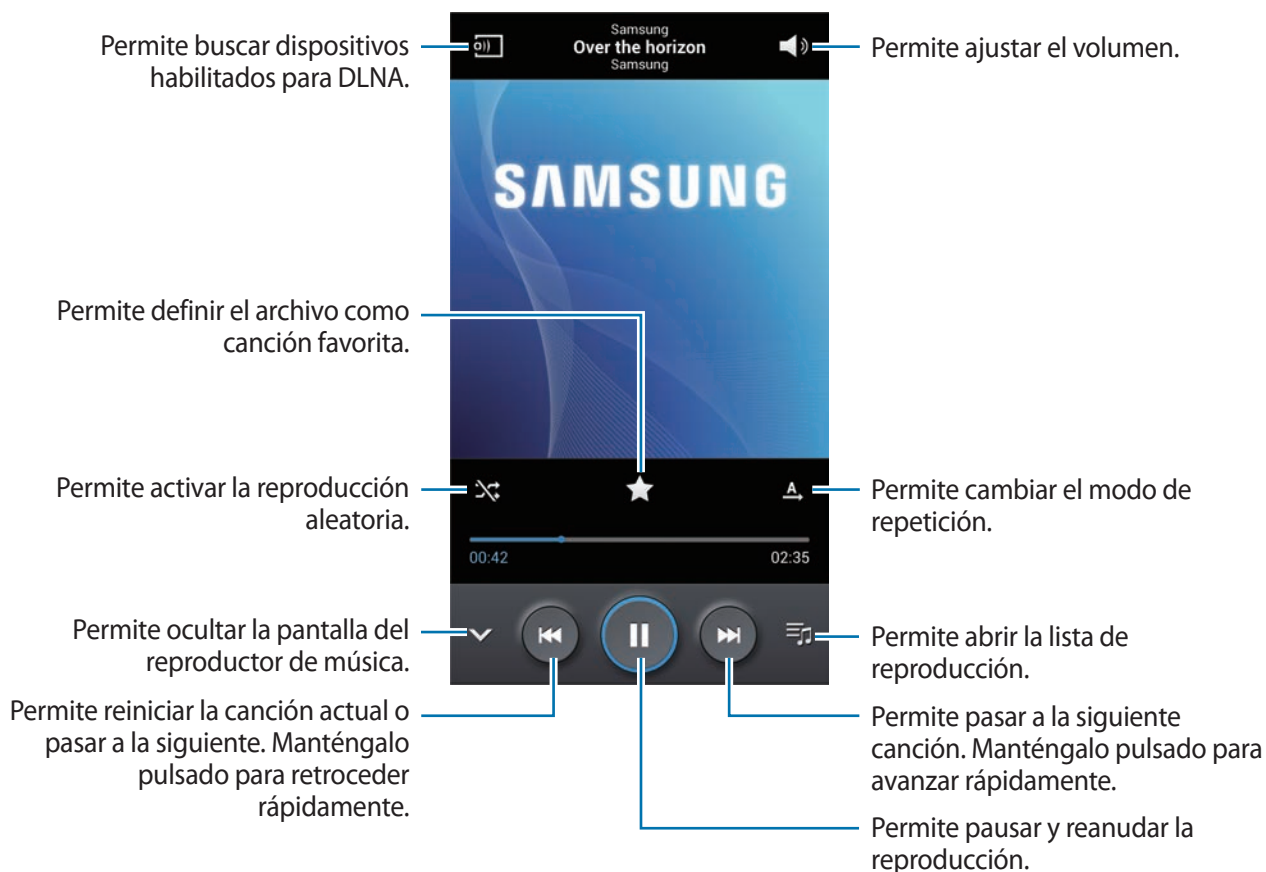 Permite buscar dispositivos
habilitados para DLNA.
Samsung
Over the horizon
Samsung
Permite ajustar el volumen.
SAMSUNG
Permite definir el archivo como
canción favorita.
Permite activar la reproducción
aleatoria.
A
Permite cambiar el modo de
repetición.
00:42
02:35
Permite ocultar la pantalla del
reproductor de música.
Permite abrir la lista de
reproducción.
Permite reiniciar la canción actual o
pasar a la siguiente. Manténgalo
pulsado para retroceder
rápidamente.
Permite pasar a la siguiente
canción. Manténgalo pulsado para
avanzar rápidamente.
Permite pausar y reanudar la
reproducción.